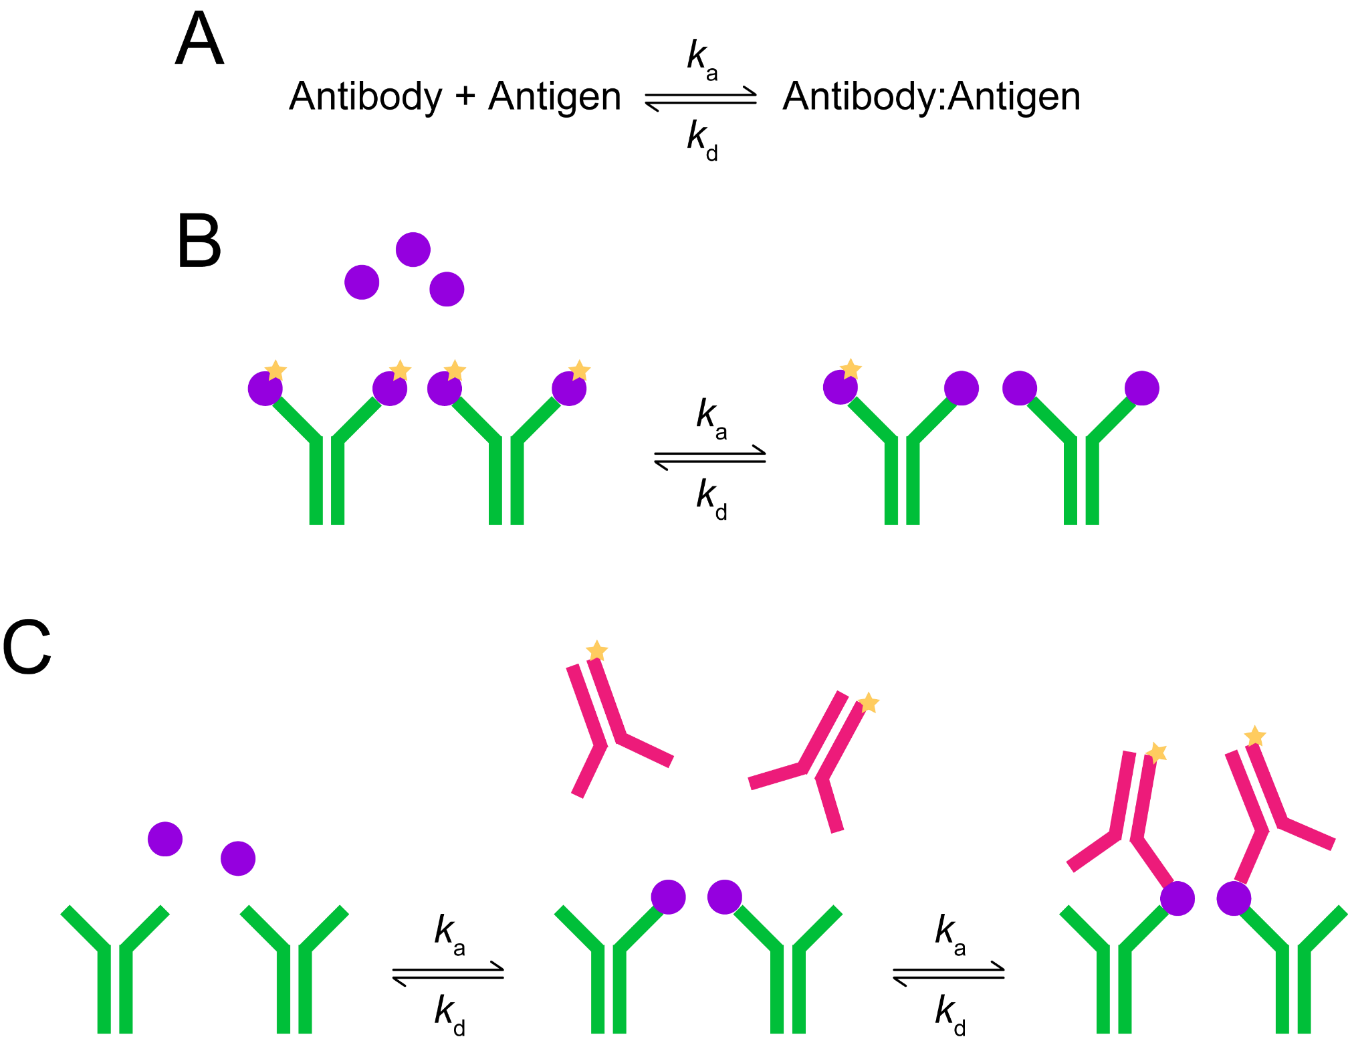 A
Antibody + Antigen ka kd Antibody:Antigen
B
ka
kd
C
ka ka
kd kd